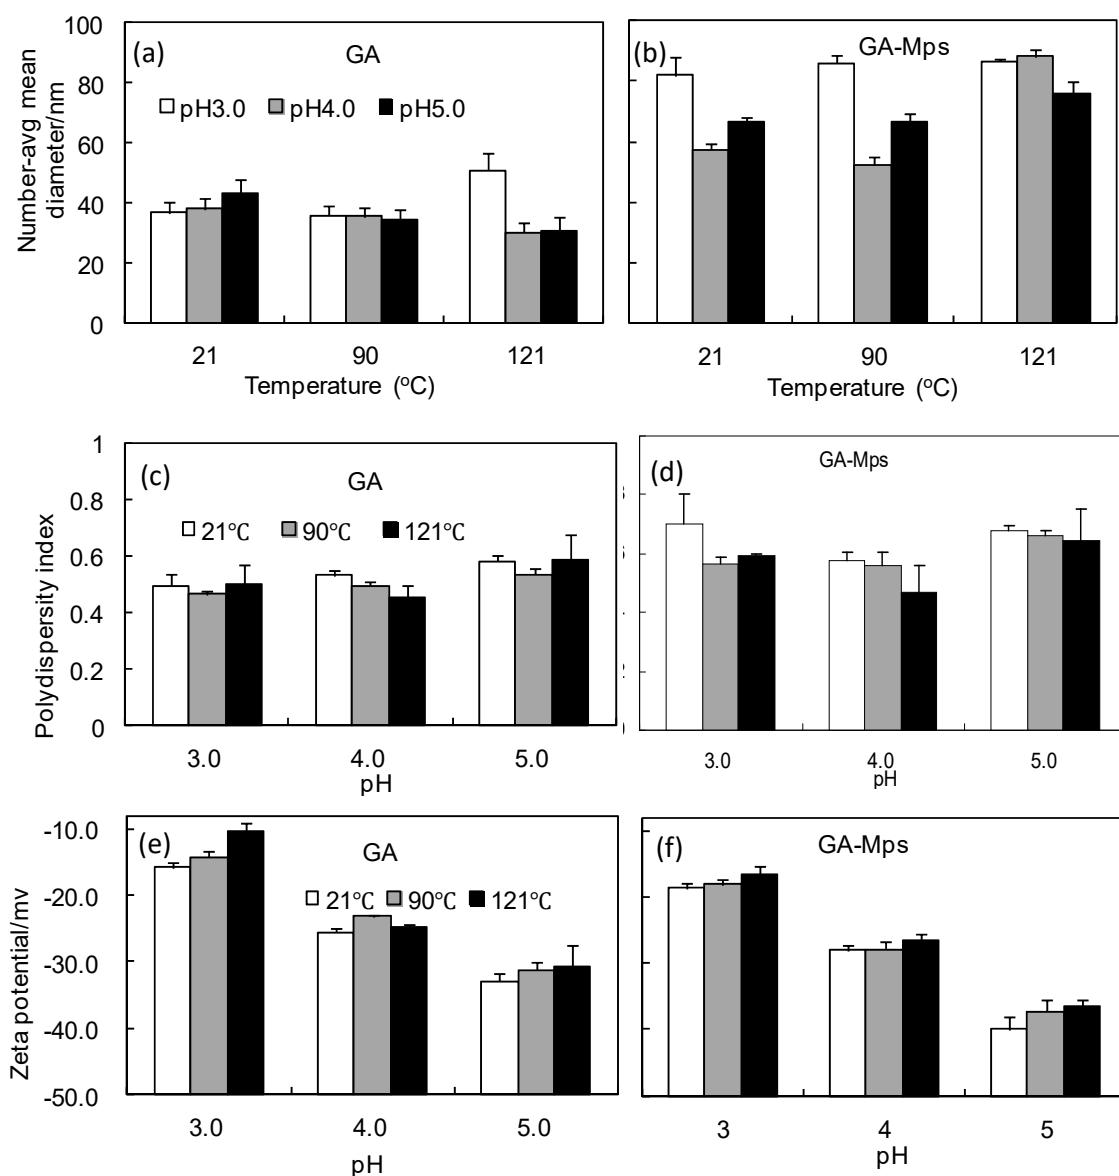 (a)
GA
pH3.0 pH4.0 pH5.0
Number-avg mean
diameter/nm
100
80
60
40
20
0
21 90 121
Temperature (oC)
(b)
GA-Mps
21 90 121
Temperature (oC)
(c)
GA
21℃ 90℃ 121℃
Polydispersity index
1
0.8
0.6
0.4
0.2
0
3.0 4.0 5.0
pH
(d)
GA-Mps
3.0 4.0 5.0
pH
(e)
GA
21℃ 90℃ 121℃
Zeta potential/mv
-10.0
-20.0
-30.0
-40.0
-50.0
3.0 4.0 5.0
pH
(f)
GA-Mps
3 4 5
pH